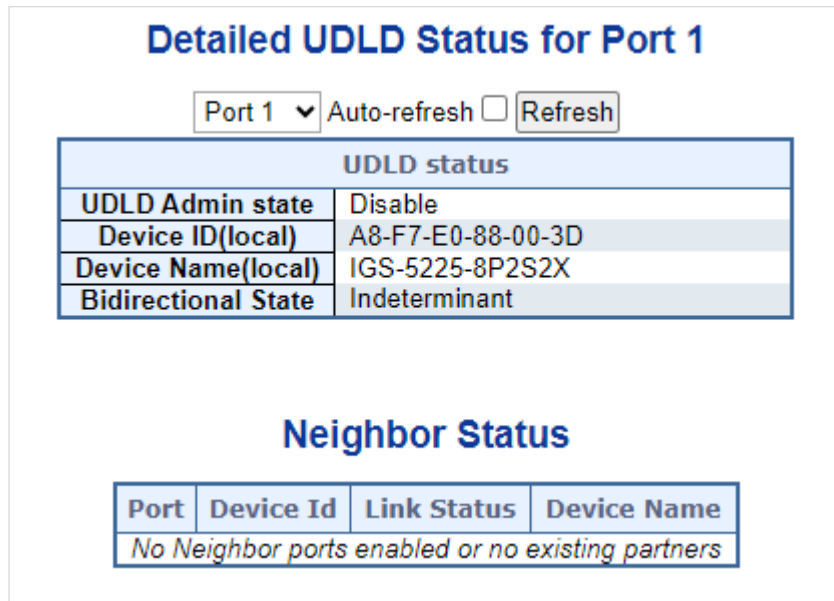 Detailed UDLD Status for Port 1
Port 1 Auto-refresh Refresh
UDLD status
UDLD Admin state Disable
Device ID(local) A8-F7-E0-88-00-3D
Device Name(local) IGS-5225-8P2S2X
Bidirectional State Indeterminant
Neighbor Status
Port Device Id Link Status Device Name
No Neighbor ports enabled or no existing partners